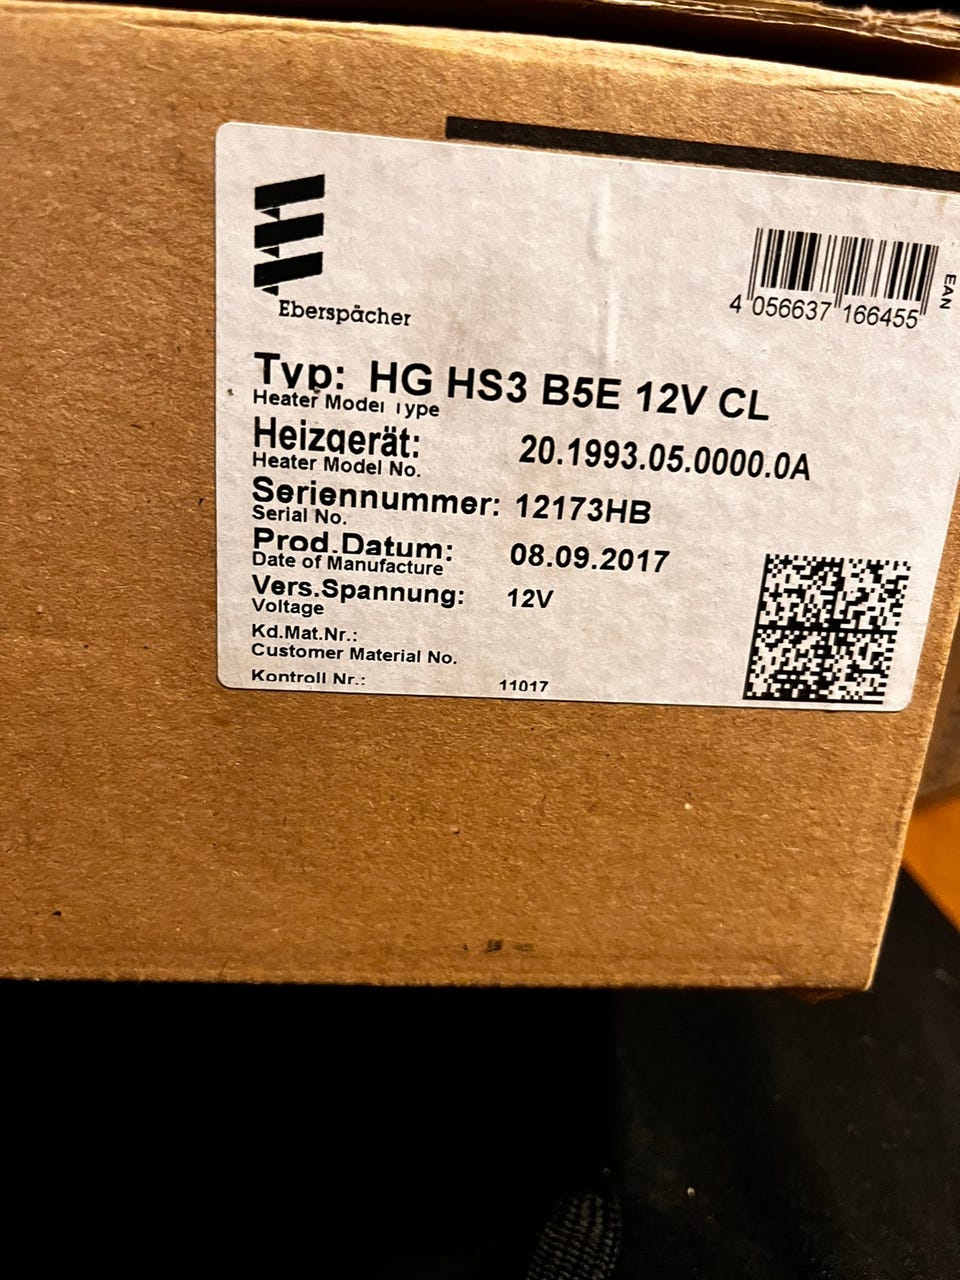 Eberspächer
4 056637 166455
EAN
Typ: HG HS3 B5E 12V CL
Heater Model Type
Heizgerät: 20.1993.05.0000.0A
Heater Model No.
Seriennummer: 12173HB
Serial No.
Prod.Datum: 08.09.2017
Date of Manufacture
Vers.Spannung: 12V
Voltage
Kd.Mat.Nr.:
Customer Material No.
Kontroll Nr.: 11017